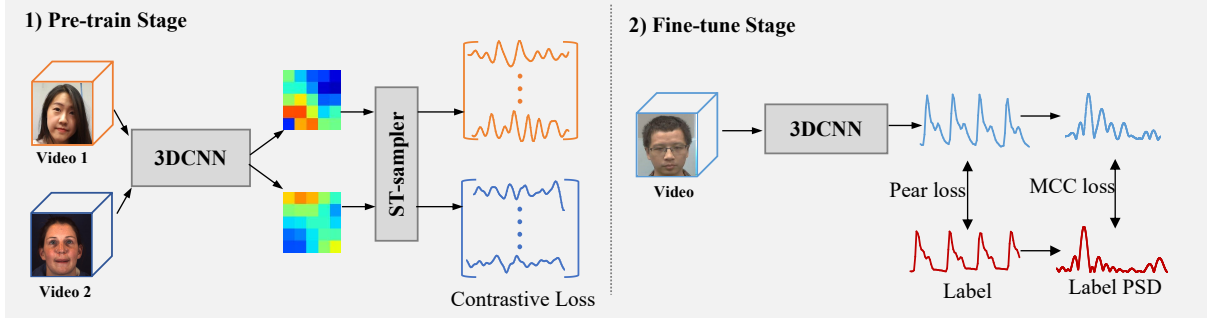 1) Pre-train Stage
Video 1
Video 2
3DCNN
ST-sampler
Contrastive Loss
2) Fine-tune Stage
Video
3DCNN
Pear loss
MCC loss
Label
Label PSD